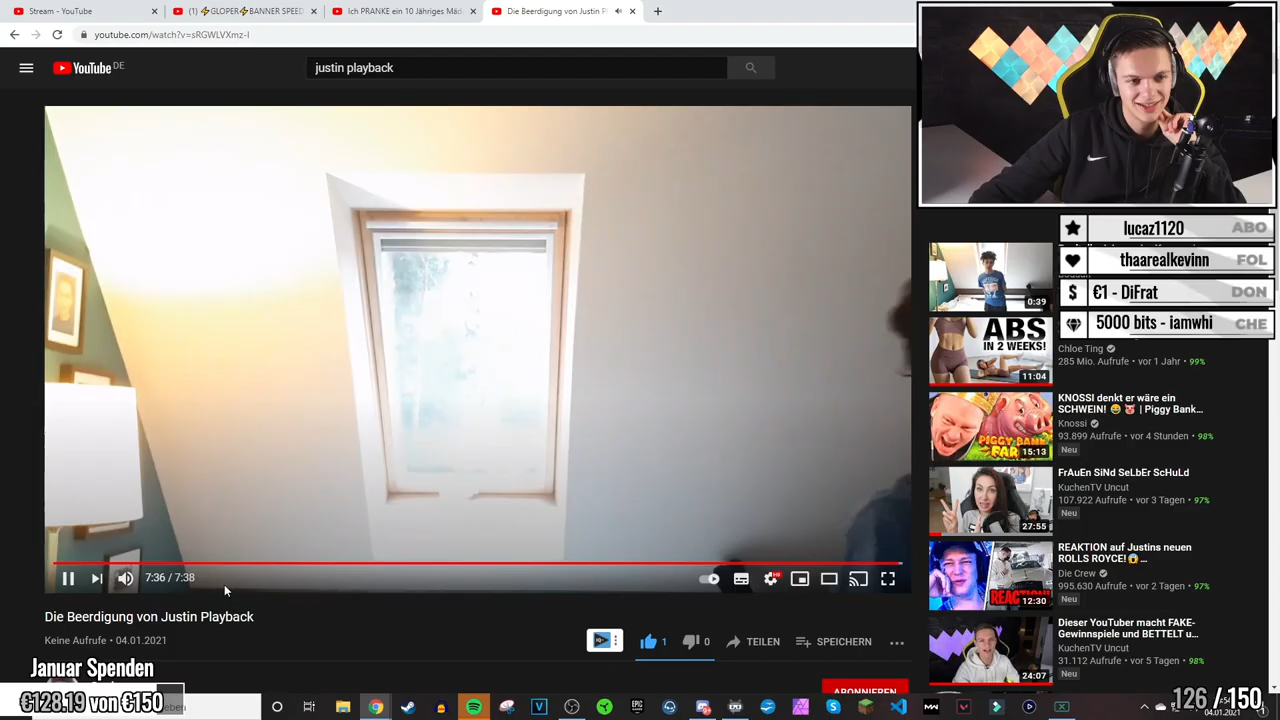 Stream - YouTube
(1) ⚡GLOPER⚡BANNER SPEED
Ich PRANKE ein 10 Jähriges Mäd
Die Beerdigung von Justin P
youtube.com/watch?v=sRGWLVXmz-I
YouTube DE
justin playback
lucaz1120 ABO
thaarealkevinn FOL
€1 - DiFrat DON
5000 bits - iamwhi CHE
0:39
ABS
IN 2 WEEKS!
11:04
Chloe Ting
285 Mio. Aufrufe • vor 1 Jahr • 99%
KNOSSI denkt er wäre ein
SCHWEIN! 😂 🐷 | Piggy Bank...
Knossi
93.899 Aufrufe • vor 4 Stunden • 98%
Neu
PIGGY BANK
FAR
15:13
FrAuEn SiNd SeLbEr ScHuLd
KuchenTV Uncut
107.922 Aufrufe • vor 3 Tagen • 97%
Neu
27:55
REAKTION auf Justins neuen
ROLLS ROYCE!😱...
Die Crew
995.630 Aufrufe • vor 2 Tagen • 97%
Neu
REACTION
12:30
Dieser YouTuber macht FAKE-
Gewinnspiele und BETTELT u...
KuchenTV Uncut
31.112 Aufrufe • vor 5 Tagen • 98%
Neu
24:07
7:36 / 7:38
HD
Die Beerdigung von Justin Playback
Keine Aufrufe • 04.01.2021
1
0
TEILEN
SPEICHERN
ABONNIEREN
Januar Spenden
€128.19 von €150
EPIC
GAMES
126 / 150
04.01.2021